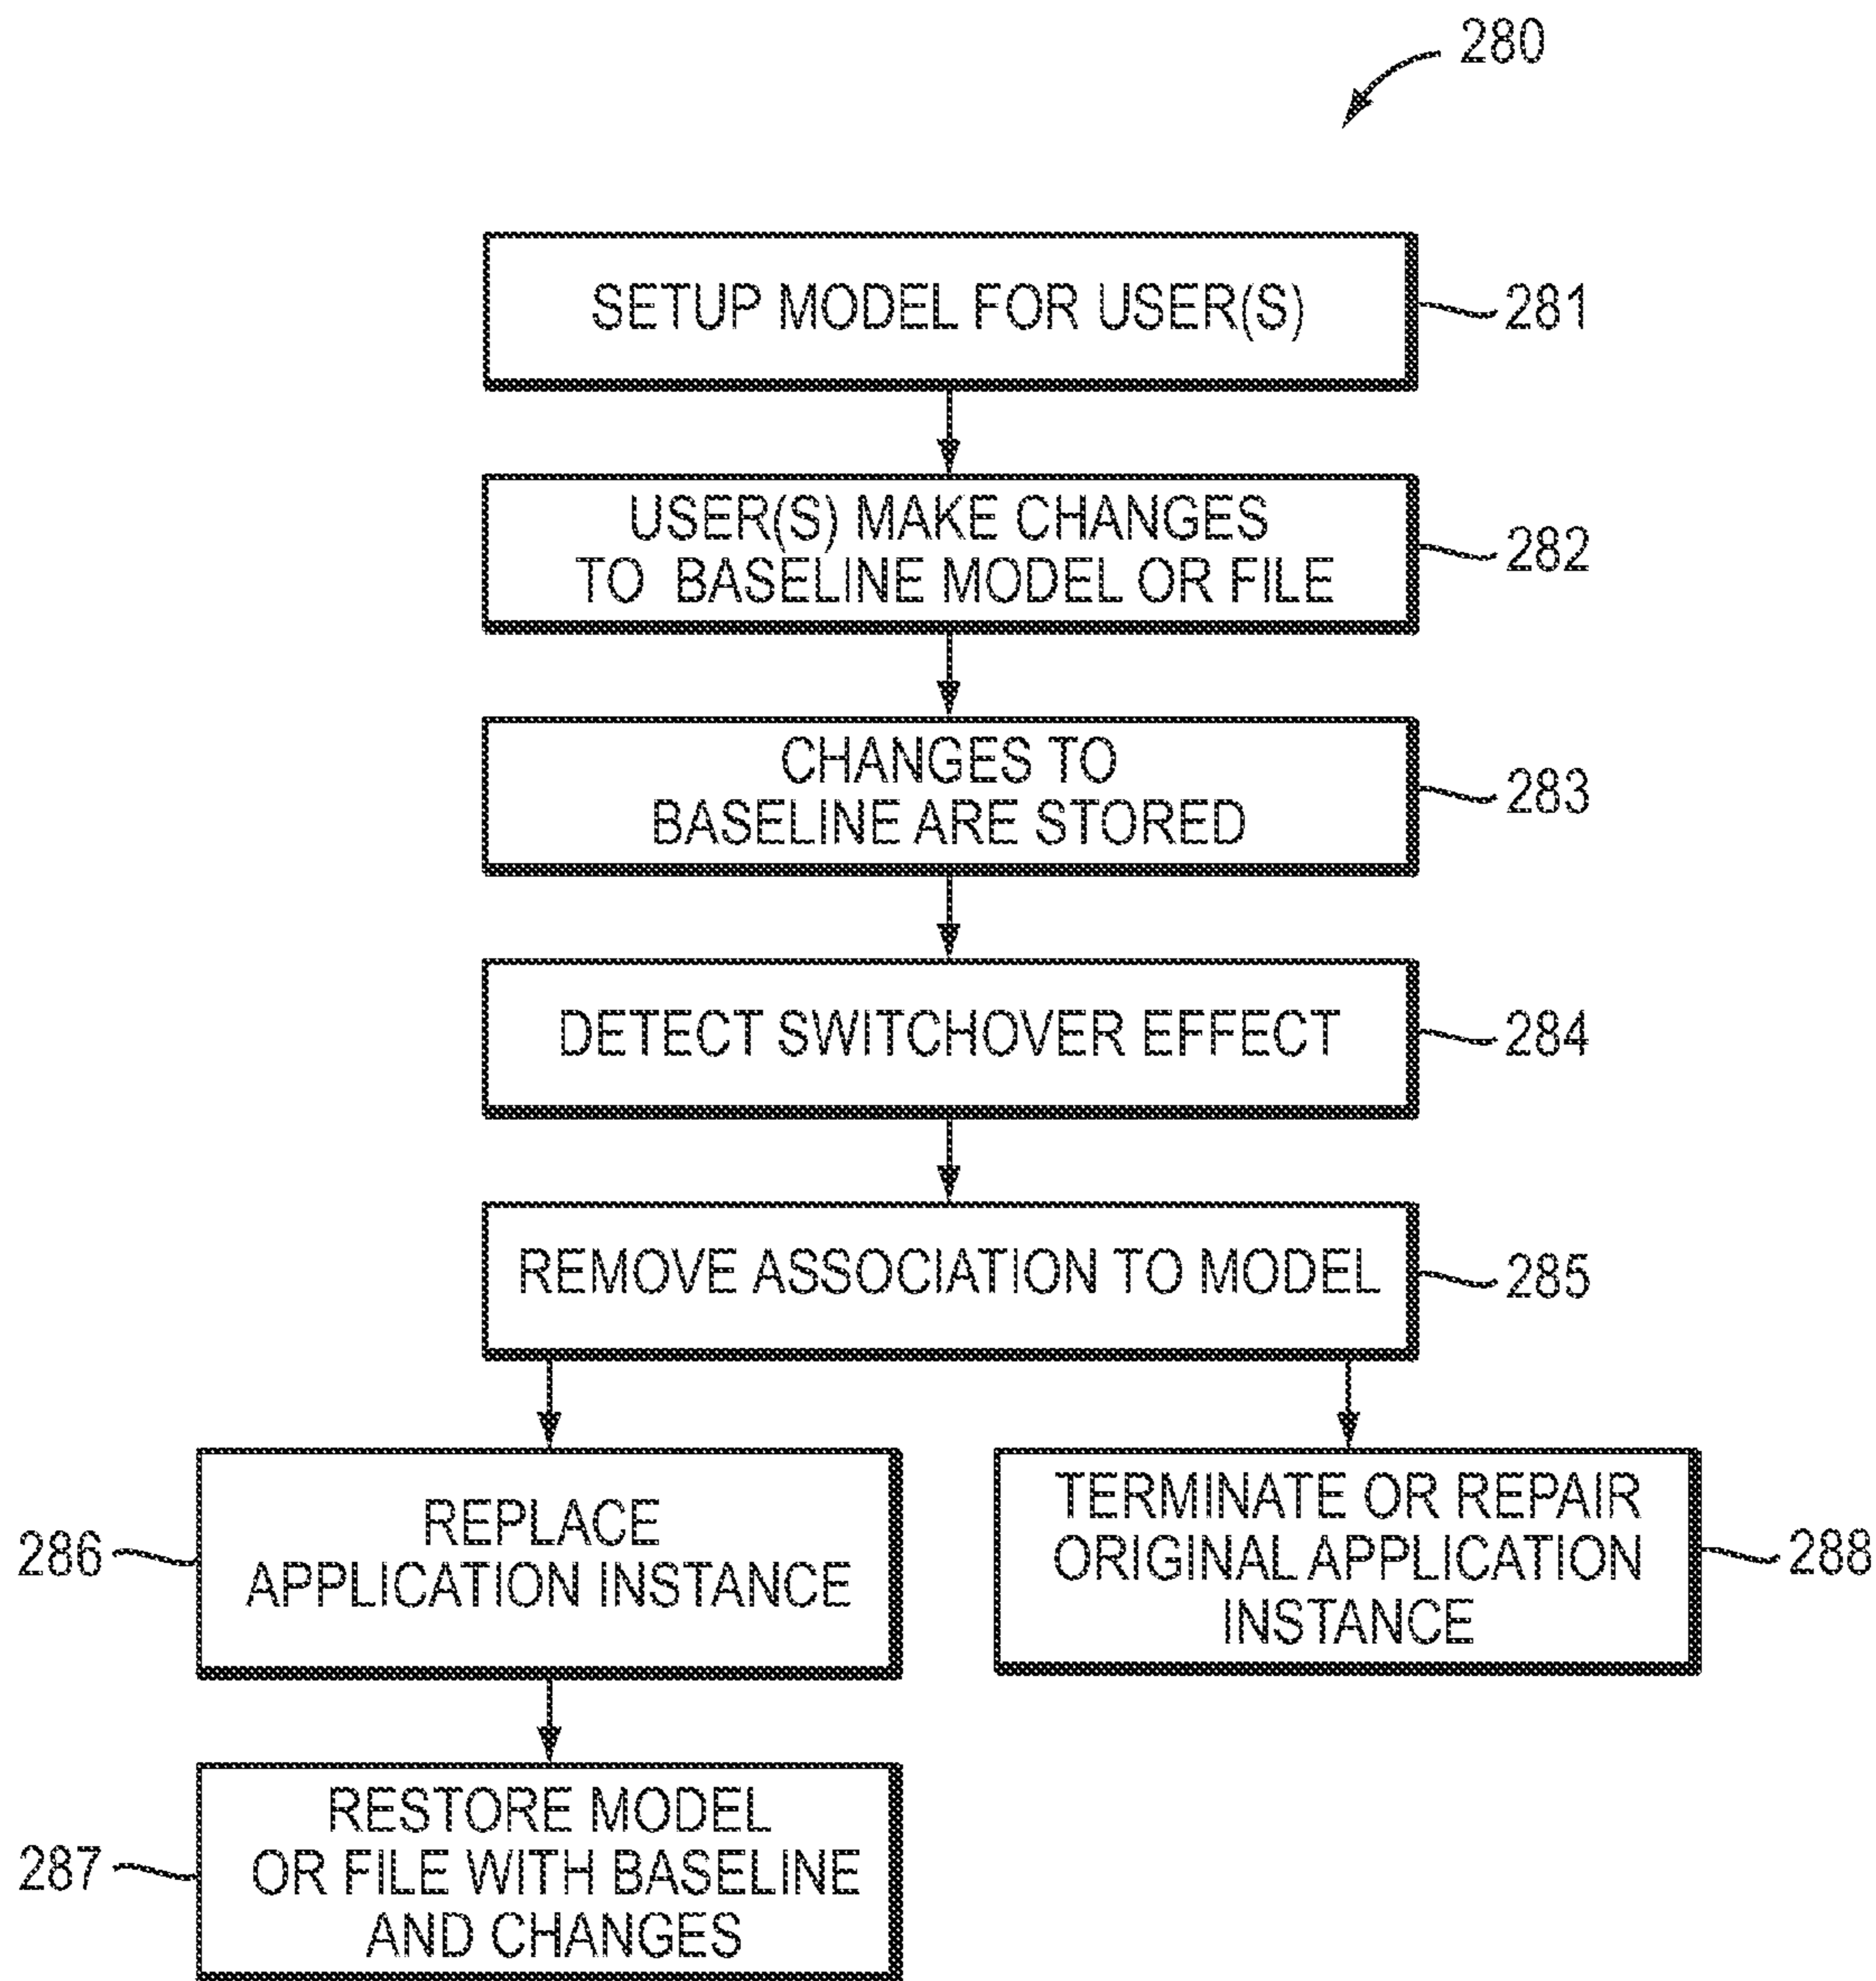 280
SETUP MODEL FOR USER(S)
281
USER(S) MAKE CHANGES
TO BASELINE MODEL OR FILE
282
CHANGES TO
BASELINE ARE STORED
283
DETECT SWITCHOVER EFFECT
284
REMOVE ASSOCIATION TO MODEL
285
286
REPLACE
APPLICATION INSTANCE
TERMINATE OR REPAIR
ORIGINAL APPLICATION
INSTANCE
288
287
RESTORE MODEL
OR FILE WITH BASELINE
AND CHANGES